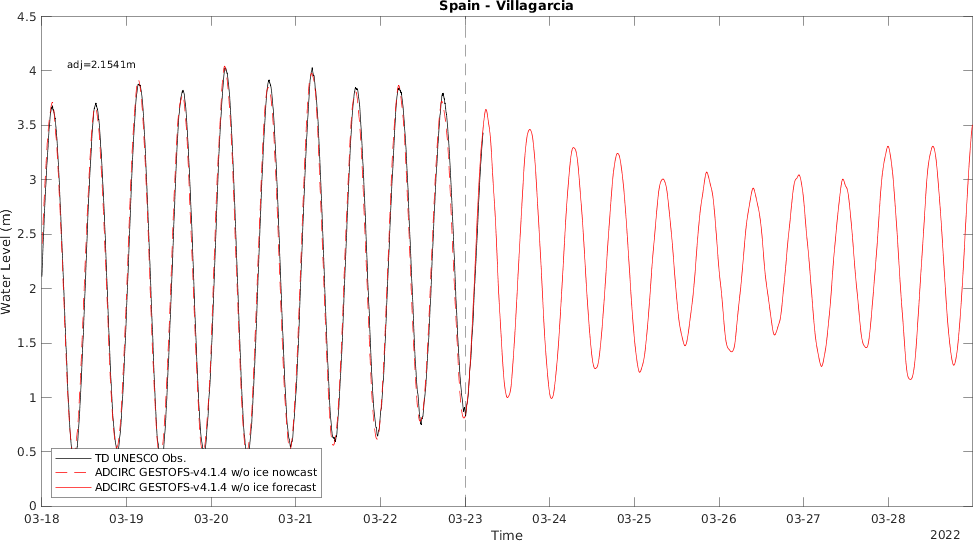 Spain - Villagarcia
4.5
4
3.5
3
2.5
2
1.5
1
0.5
0
Water Level (m)
adj=2.1541m
TD UNESCO Obs.
ADCIRC GESTOFS-v4.1.4 w/o ice nowcast
ADCIRC GESTOFS-v4.1.4 w/o ice forecast
03-18 03-19 03-20 03-21 03-22 03-23 03-24 03-25 03-26 03-27 03-28
Time
2022